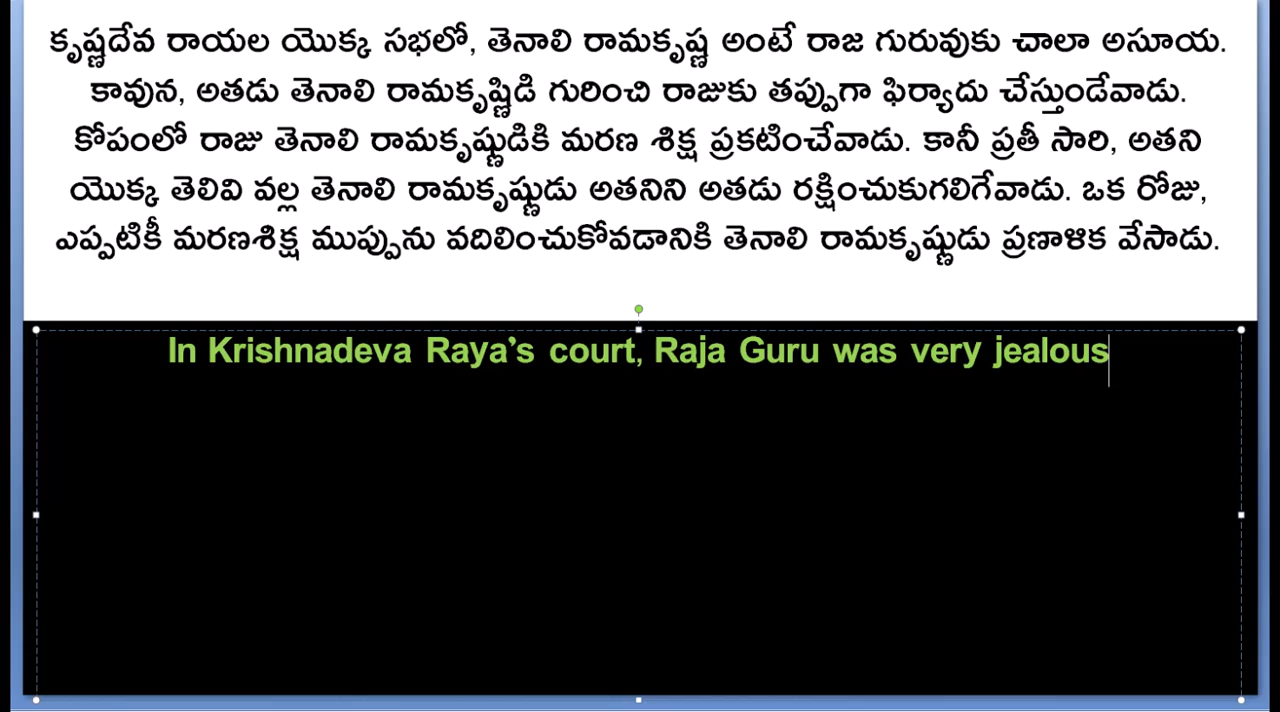 కృష్ణదేవ రాయల యొక్క సభలో, తెనాలి రామకృష్ణ అంటే రాజ గురువుకు చాలా అసూయ.
కావున, అతడు తెనాలి రామకృష్ణిడి గురించి రాజుకు తప్పుగా ఫిర్యాదు చేస్తుండేవాడు.
కోపంలో రాజు తెనాలి రామకృష్ణుడికి మరణ శిక్ష ప్రకటించేవాడు. కానీ ప్రతీ సారి, అతని
యొక్క తెలివి వల్ల తెనాలి రామకృష్ణుడు అతనిని అతడు రక్షించుకుగలిగేవాడు. ఒక రోజు,
ఎప్పటికీ మరణశిక్ష ముప్పును వదిలించుకోవడానికి తెనాలి రామకృష్ణుడు ప్రణాళిక వేసాడు.
In Krishnadeva Raya’s court, Raja Guru was very jealous